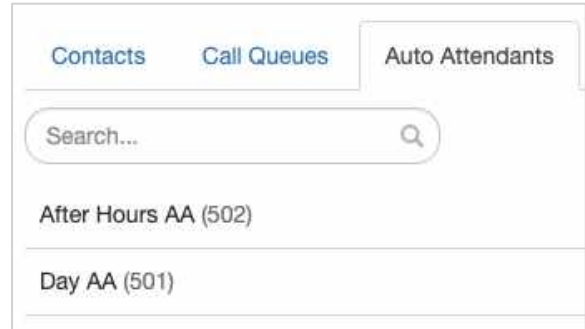 Contacts Call Queues Auto Attendants
Search...
After Hours AA (502)
Day AA (501)